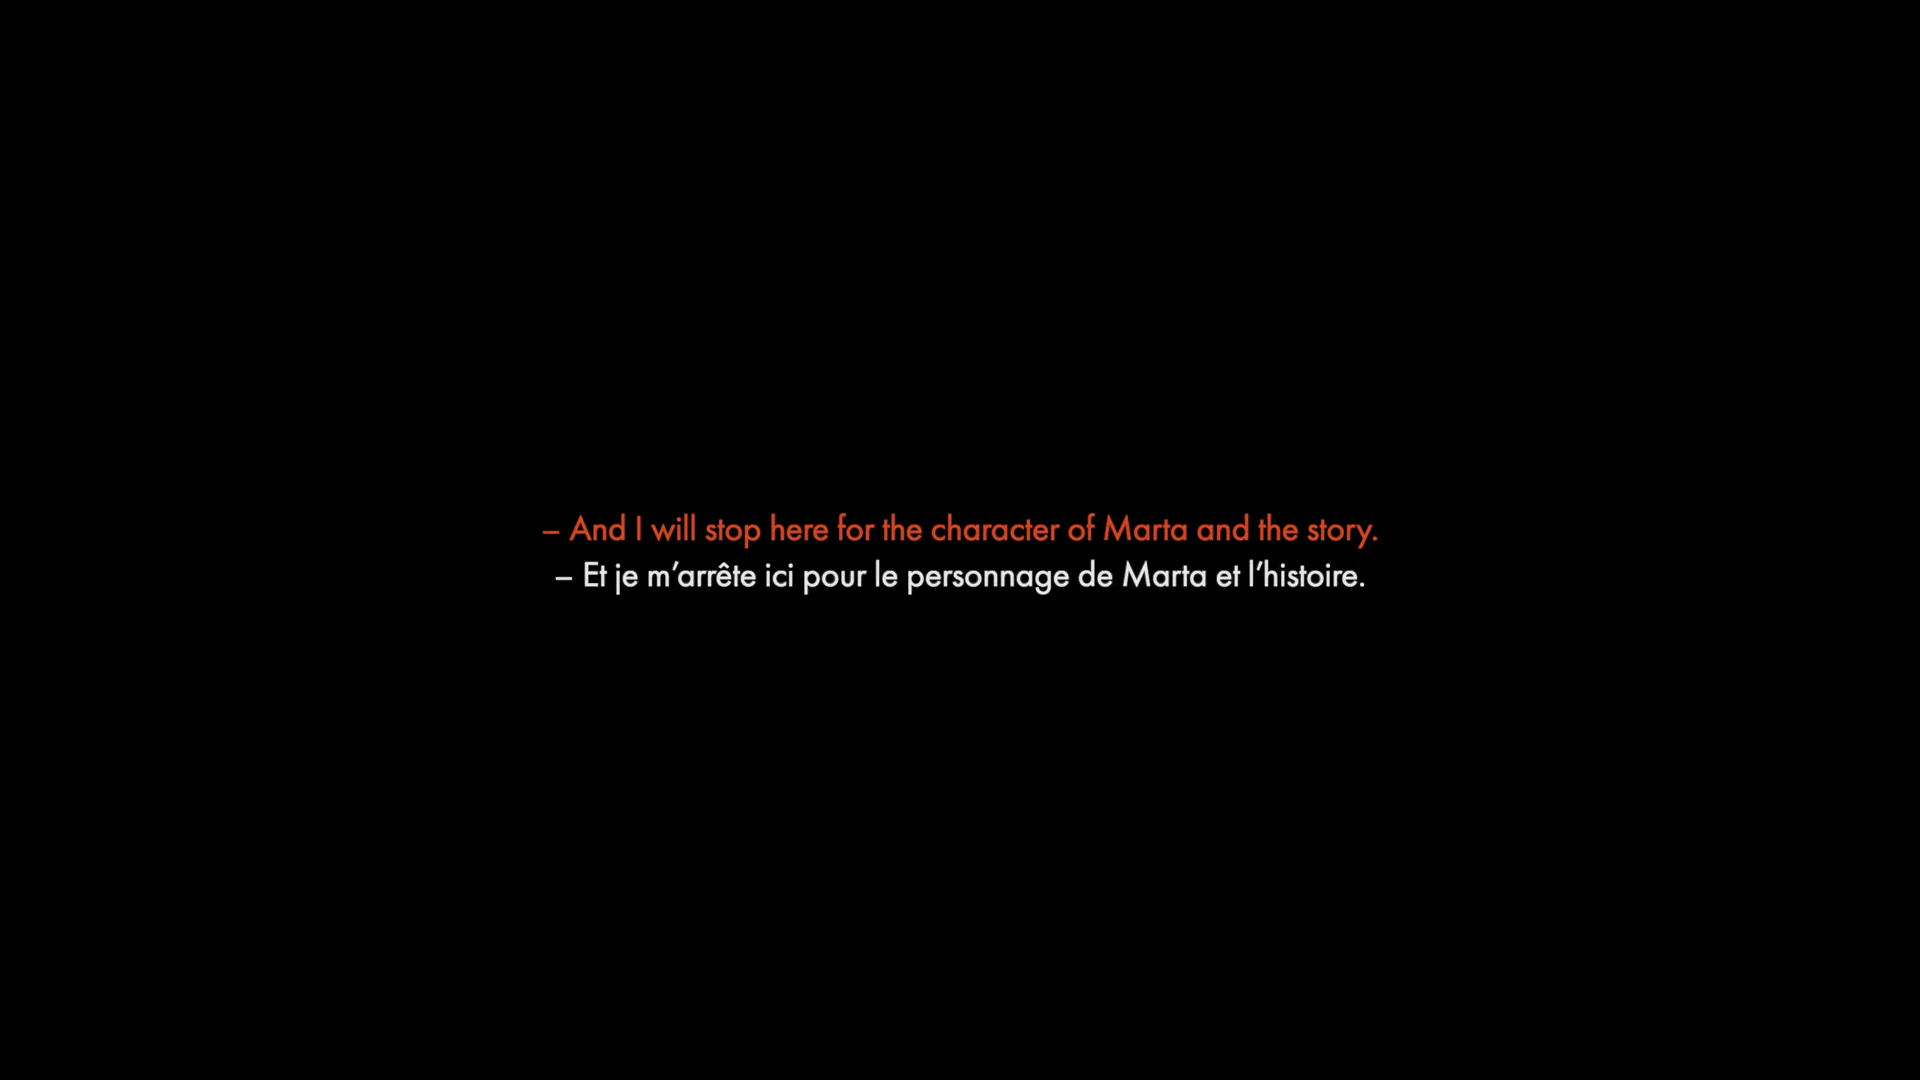 – And I will stop here for the character of Marta and the story.
– Et je m’arrête ici pour le personnage de Marta et l’histoire.